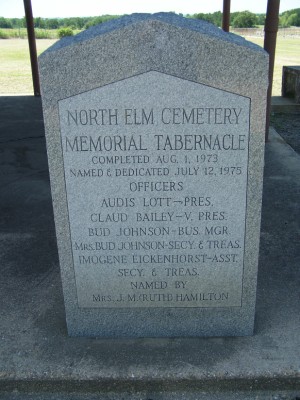 NORTH ELM CEMETERY
MEMORIAL TABERNACLE
COMPLETED AUG. 1, 1973
NAMED & DEDICATED JULY 12, 1975
OFFICERS
AUDIS LOTT—PRES.
CLAUD BAILEY—V. PRES.
BUD JOHNSON—BUS. MGR
MRS. BUD JOHNSON—SECY. & TREAS.
IMOGENE EICKENHORST—ASST.
SECY. & TREAS.
NAMED BY
MRS. J. M. (RUTH) HAMILTON